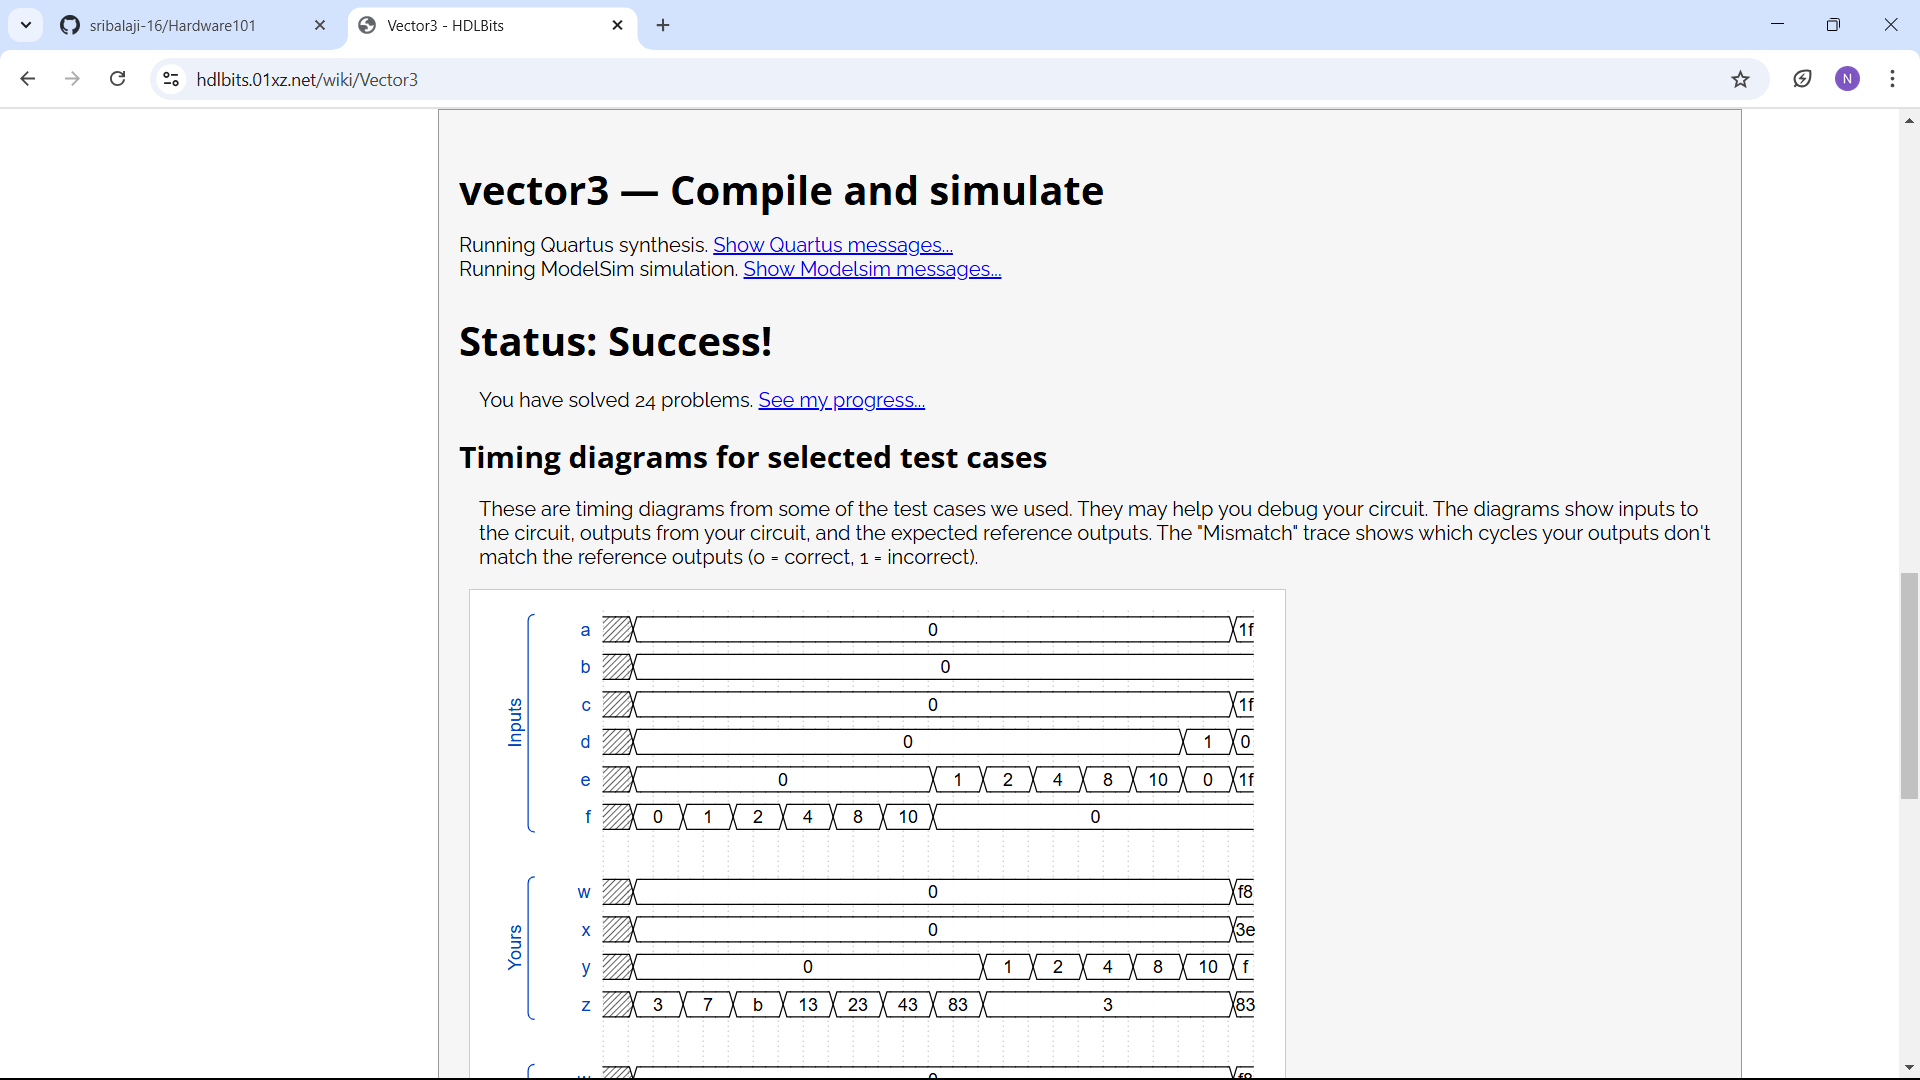 sribalaji-16/Hardware101
Vector3 - HDLBits
hdlbits.01xz.net/wiki/Vector3
N
vector3 — Compile and simulate
Running Quartus synthesis. Show Quartus messages...
Running ModelSim simulation. Show Modelsim messages...
Status: Success!
You have solved 24 problems. See my progress...
Timing diagrams for selected test cases
These are timing diagrams from some of the test cases we used. They may help you debug your circuit. The diagrams show inputs to
the circuit, outputs from your circuit, and the expected reference outputs. The "Mismatch" trace shows which cycles your outputs don't
match the reference outputs (0 = correct, 1 = incorrect).
Inputs
a 0 1f
b 0
c 0 1f
d 0 1 0
e 0 1 2 4 8 10 0 1f
f 0 1 2 4 8 10 0
Yours
w 0 f8
x 0 3e
y 0 1 2 4 8 10 f
z 3 7 b 13 23 43 83 3 83
w 0 f8